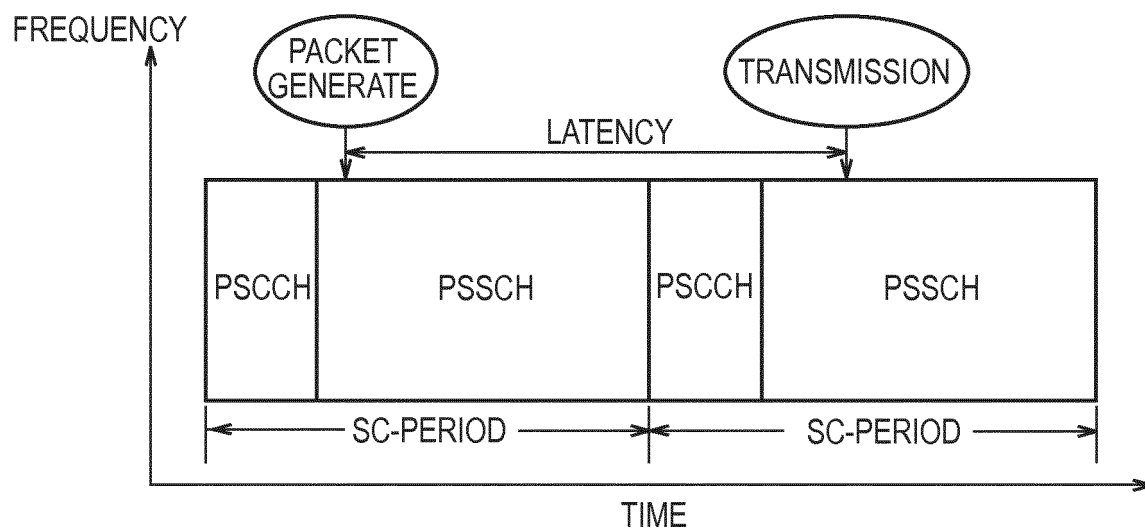 FREQUENCY
PACKET
GENERATE
TRANSMISSION
LATENCY
PSCCH
PSSCH
PSCCH
PSSCH
SC-PERIOD
SC-PERIOD
TIME